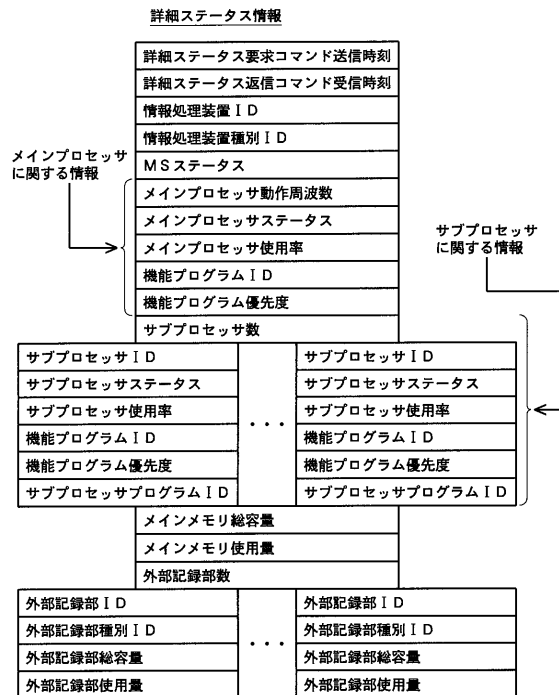 詳細ステータス情報
詳細ステータス要求コマンド送信時刻
詳細ステータス返信コマンド受信時刻
情報処理装置ID
情報処理装置種別ID
MSステータス
メインプロセッサ
に関する情報
メインプロセッサ動作周波数
メインプロセッサステータス
メインプロセッサ使用率
機能プログラムID
機能プログラム優先度
サブプロセッサ
に関する情報
サブプロセッサ数
サブプロセッサID
サブプロセッサステータス
サブプロセッサ使用率
機能プログラムID
機能プログラム優先度
サブプロセッサプログラムID
・・・
サブプロセッサID
サブプロセッサステータス
サブプロセッサ使用率
機能プログラムID
機能プログラム優先度
サブプロセッサプログラムID
メインメモリ総容量
メインメモリ使用量
外部記録部数
外部記録部ID
外部記録部種別ID
外部記録部総容量
外部記録部使用量
・・・
外部記録部ID
外部記録部種別ID
外部記録部総容量
外部記録部使用量